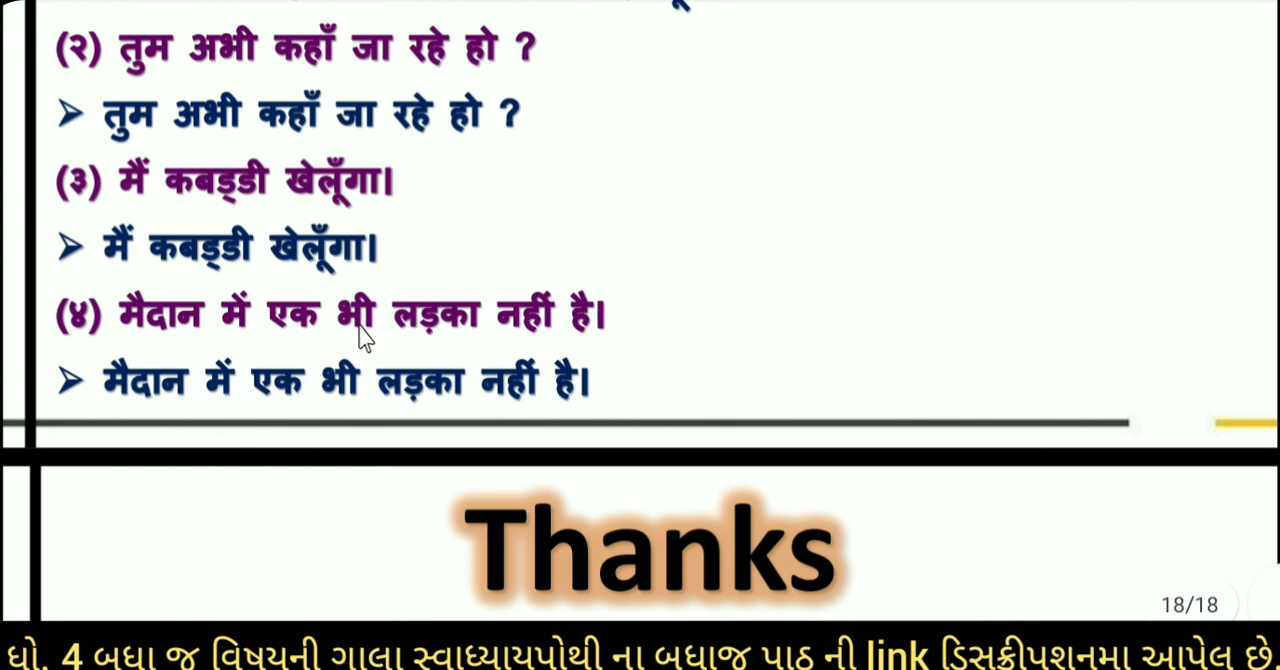 (२) तुम अभी कहाँ जा रहे हो ?
➢ तुम अभी कहाँ जा रहे हो ?
(३) मैं कबड्डी खेलूँगा।
➢ मैं कबड्डी खेलूँगा।
(४) मैदान में एक भी लड़का नहीं है।
➢ मैदान में एक भी लड़का नहीं है।
Thanks
18/18
ધો. 4 બધા જ વિષયની ગાલા સ્વાધ્યાયપોથી ના બધાજ પાઠ ની link ડિસક્રીપશનમા આપેલ છે